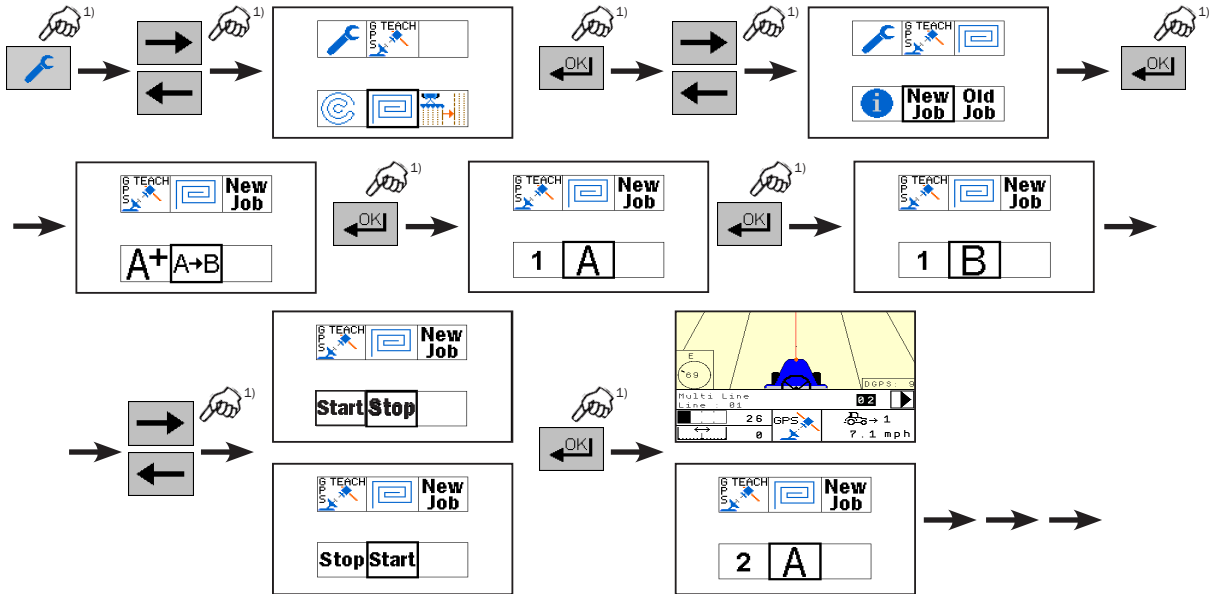 1)
1)
G TEACH
P
S
1)
OK
1)
G TEACH
P
S
i New Job Old Job
1)
OK
G TEACH
P
S
New Job
A+ A→B
1)
OK
G TEACH
P
S
New Job
1 A
1)
OK
G TEACH
P
S
New Job
1 B
1)
G TEACH
P
S
New Job
Start Stop
G TEACH
P
S
New Job
Stop Start
1)
OK
E
69
DGPS: 9
Multi Line
Line : 01
02
26
0
GPS
→ 1
7.1 mph
G TEACH
P
S
New Job
2 A